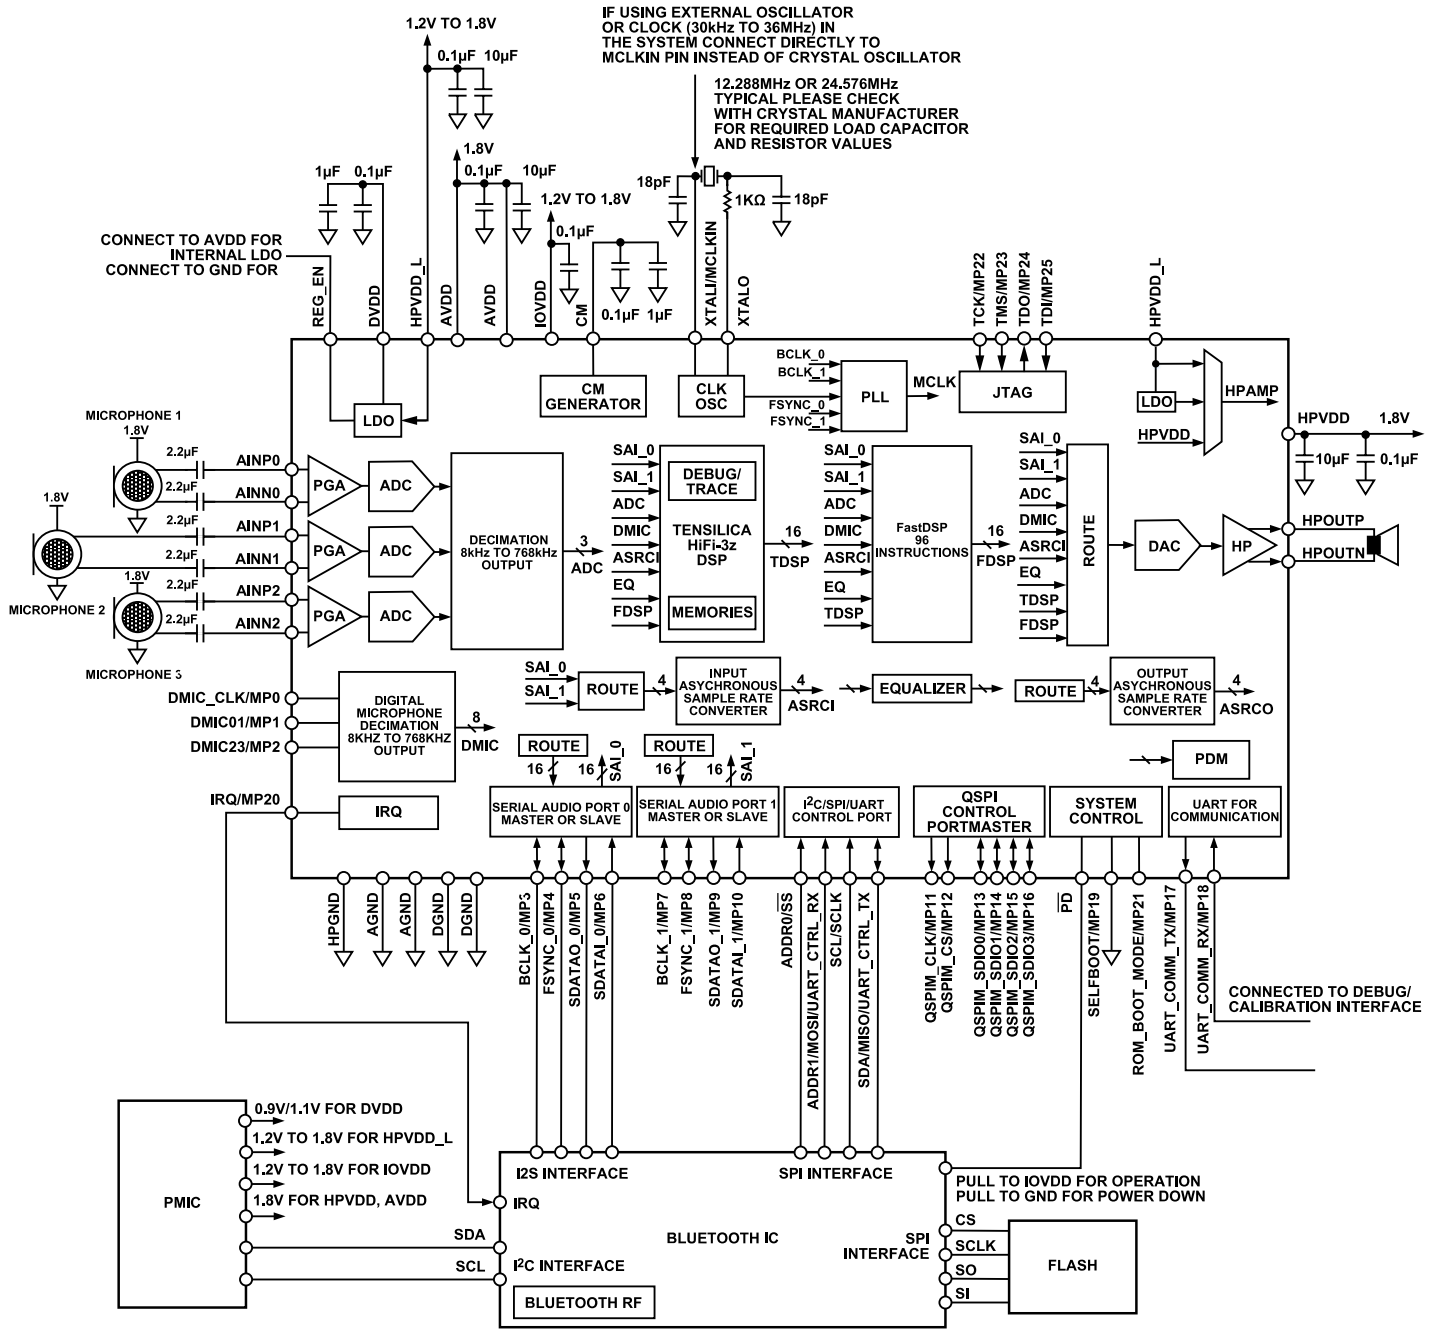 IF USING EXTERNAL OSCILLATOR
OR CLOCK (30kHz TO 36MHz) IN
THE SYSTEM CONNECT DIRECTLY TO
MCLKIN PIN INSTEAD OF CRYSTAL OSCILLATOR
12.288MHz OR 24.576MHz
TYPICAL PLEASE CHECK
WITH CRYSTAL MANUFACTURER
FOR REQUIRED LOAD CAPACITOR
AND RESISTOR VALUES
1.2V TO 1.8V
0.1µF 10µF
1.8V
0.1µF 10µF
1µF 0.1µF
1.2V TO 1.8V
0.1µF
0.1µF 1µF
18pF
1KΩ
18pF
CONNECT TO AVDD FOR
INTERNAL LDO
CONNECT TO GND FOR
REG_EN
DVDD
HPVDD_L
AVDD
AVDD
IOVDD
CM
XTALI/MCLKIN
XTALO
TCK/MP22
TMS/MP23
TDO/MP24
TDI/MP25
HPVDD_L
LDO
CM
GENERATOR
CLK
OSC
BCLK_0
BCLK_1
FSYNC_0
FSYNC_1
PLL
MCLK
JTAG
LDO
HPVDD
HPAMP
HPVDD 1.8V
10µF 0.1µF
MICROPHONE 1
1.8V
2.2µF
AINP0
2.2µF
AINN0
1.8V
2.2µF
AINP1
2.2µF
AINN1
MICROPHONE 2
1.8V
2.2µF
AINP2
2.2µF
AINN2
MICROPHONE 3
PGA
ADC
PGA
ADC
PGA
ADC
DECIMATION
8kHz TO 768kHz
OUTPUT
3
ADC
SAI_0
SAI_1
ADC
DMIC
ASRCI
EQ
FDSP
DEBUG/
TRACE
TENSILICA
HiFi-3z
DSP
MEMORIES
16
TDSP
SAI_0
SAI_1
ADC
DMIC
ASRCI
EQ
TDSP
FastDSP
96
INSTRUCTIONS
16
FDSP
SAI_0
SAI_1
ADC
DMIC
ASRCI
EQ
TDSP
FDSP
ROUTE
DAC
HP
HPOUTP
HPOUTN
DMIC_CLK/MP0
DMIC01/MP1
DMIC23/MP2
DIGITAL
MICROPHONE
DECIMATION
8KHZ TO 768KHZ
OUTPUT
8
DMIC
SAI_0
SAI_1
ROUTE
4
INPUT
ASYCHRONOUS
SAMPLE RATE
CONVERTER
4
ASRCI
EQUALIZER
ROUTE
4
OUTPUT
ASYCHRONOUS
SAMPLE RATE
CONVERTER
4
ASRCO
PDM
IRQ/MP20
IRQ
ROUTE
16
16
SAI_0
SERIAL AUDIO PORT 0
MASTER OR SLAVE
ROUTE
16
16
SAI_1
SERIAL AUDIO PORT 1
MASTER OR SLAVE
I2C/SPI/UART
CONTROL PORT
QSPI
CONTROL
PORTMASTER
SYSTEM
CONTROL
UART FOR
COMMUNICATION
HPGND
AGND
AGND
DGND
DGND
BCLK_0/MP3
FSYNC_0/MP4
SDATAO_0/MP5
SDATAI_0/MP6
BCLK_1/MP7
FSYNC_1/MP8
SDATAO_1/MP9
SDATAI_1/MP10
ADDR0/SS
ADDR1/MOSI/UART_CTRL_RX
SCL/SCLK
SDA/MISO/UART_CTRL_TX
QSPIM_CLK/MP11
QSPIM_CS/MP12
QSPIM_SDIO0/MP13
QSPIM_SDIO1/MP14
QSPIM_SDIO2/MP15
QSPIM_SDIO3/MP16
PD
SELFBOOT/MP19
ROM_BOOT_MODE/MP21
UART_COMM_TX/MP17
UART_COMM_RX/MP18
CONNECTED TO DEBUG/
CALIBRATION INTERFACE
PMIC
0.9V/1.1V FOR DVDD
1.2V TO 1.8V FOR HPVDD_L
1.2V TO 1.8V FOR IOVDD
1.8V FOR HPVDD, AVDD
SDA
SCL
I2S INTERFACE
SPI INTERFACE
IRQ
BLUETOOTH IC
I2C INTERFACE
BLUETOOTH RF
SPI
INTERFACE
PULL TO IOVDD FOR OPERATION
PULL TO GND FOR POWER DOWN
CS
SCLK
SO
SI
FLASH